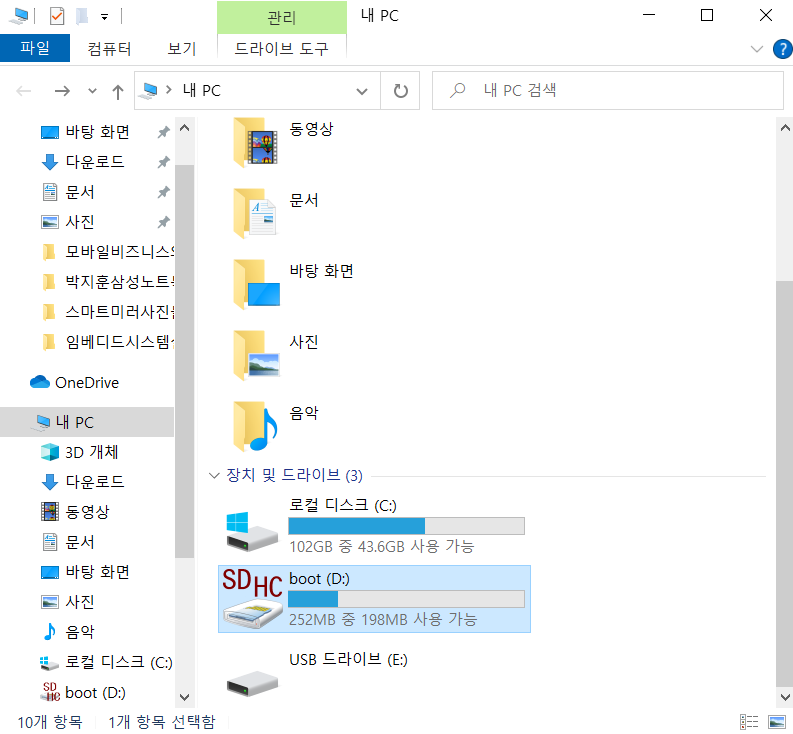 관리
내 PC
파일
컴퓨터
보기
드라이브 도구
내 PC
내 PC 검색
바탕 화면
다운로드
문서
사진
모바일비즈니스
박지훈삼성노트
스마트미러사진
임베디드시스템
OneDrive
내 PC
3D 개체
다운로드
동영상
문서
바탕 화면
사진
음악
로컬 디스크 (C:)
boot (D:)
동영상
문서
바탕 화면
사진
음악
장치 및 드라이브 (3)
로컬 디스크 (C:)
102GB 중 43.6GB 사용 가능
SDHC
boot (D:)
252MB 중 198MB 사용 가능
USB 드라이브 (E:)
10개 항목
1개 항목 선택함